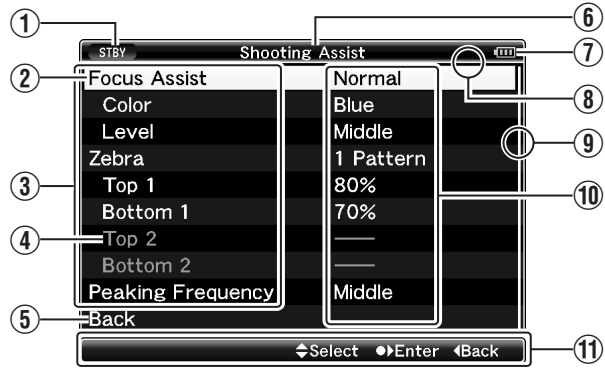 ① ⑥
STBY Shooting Assist ⑦
② Focus Assist Normal ⑧
Color Blue
Level Middle ⑨
Zebra 1 Pattern
③ Top 1 80% ⑩
Bottom 1 70%
④ Top 2 ——
Bottom 2 ——
Peaking Frequency Middle
⑤ Back
Select ●Enter Back ⑪